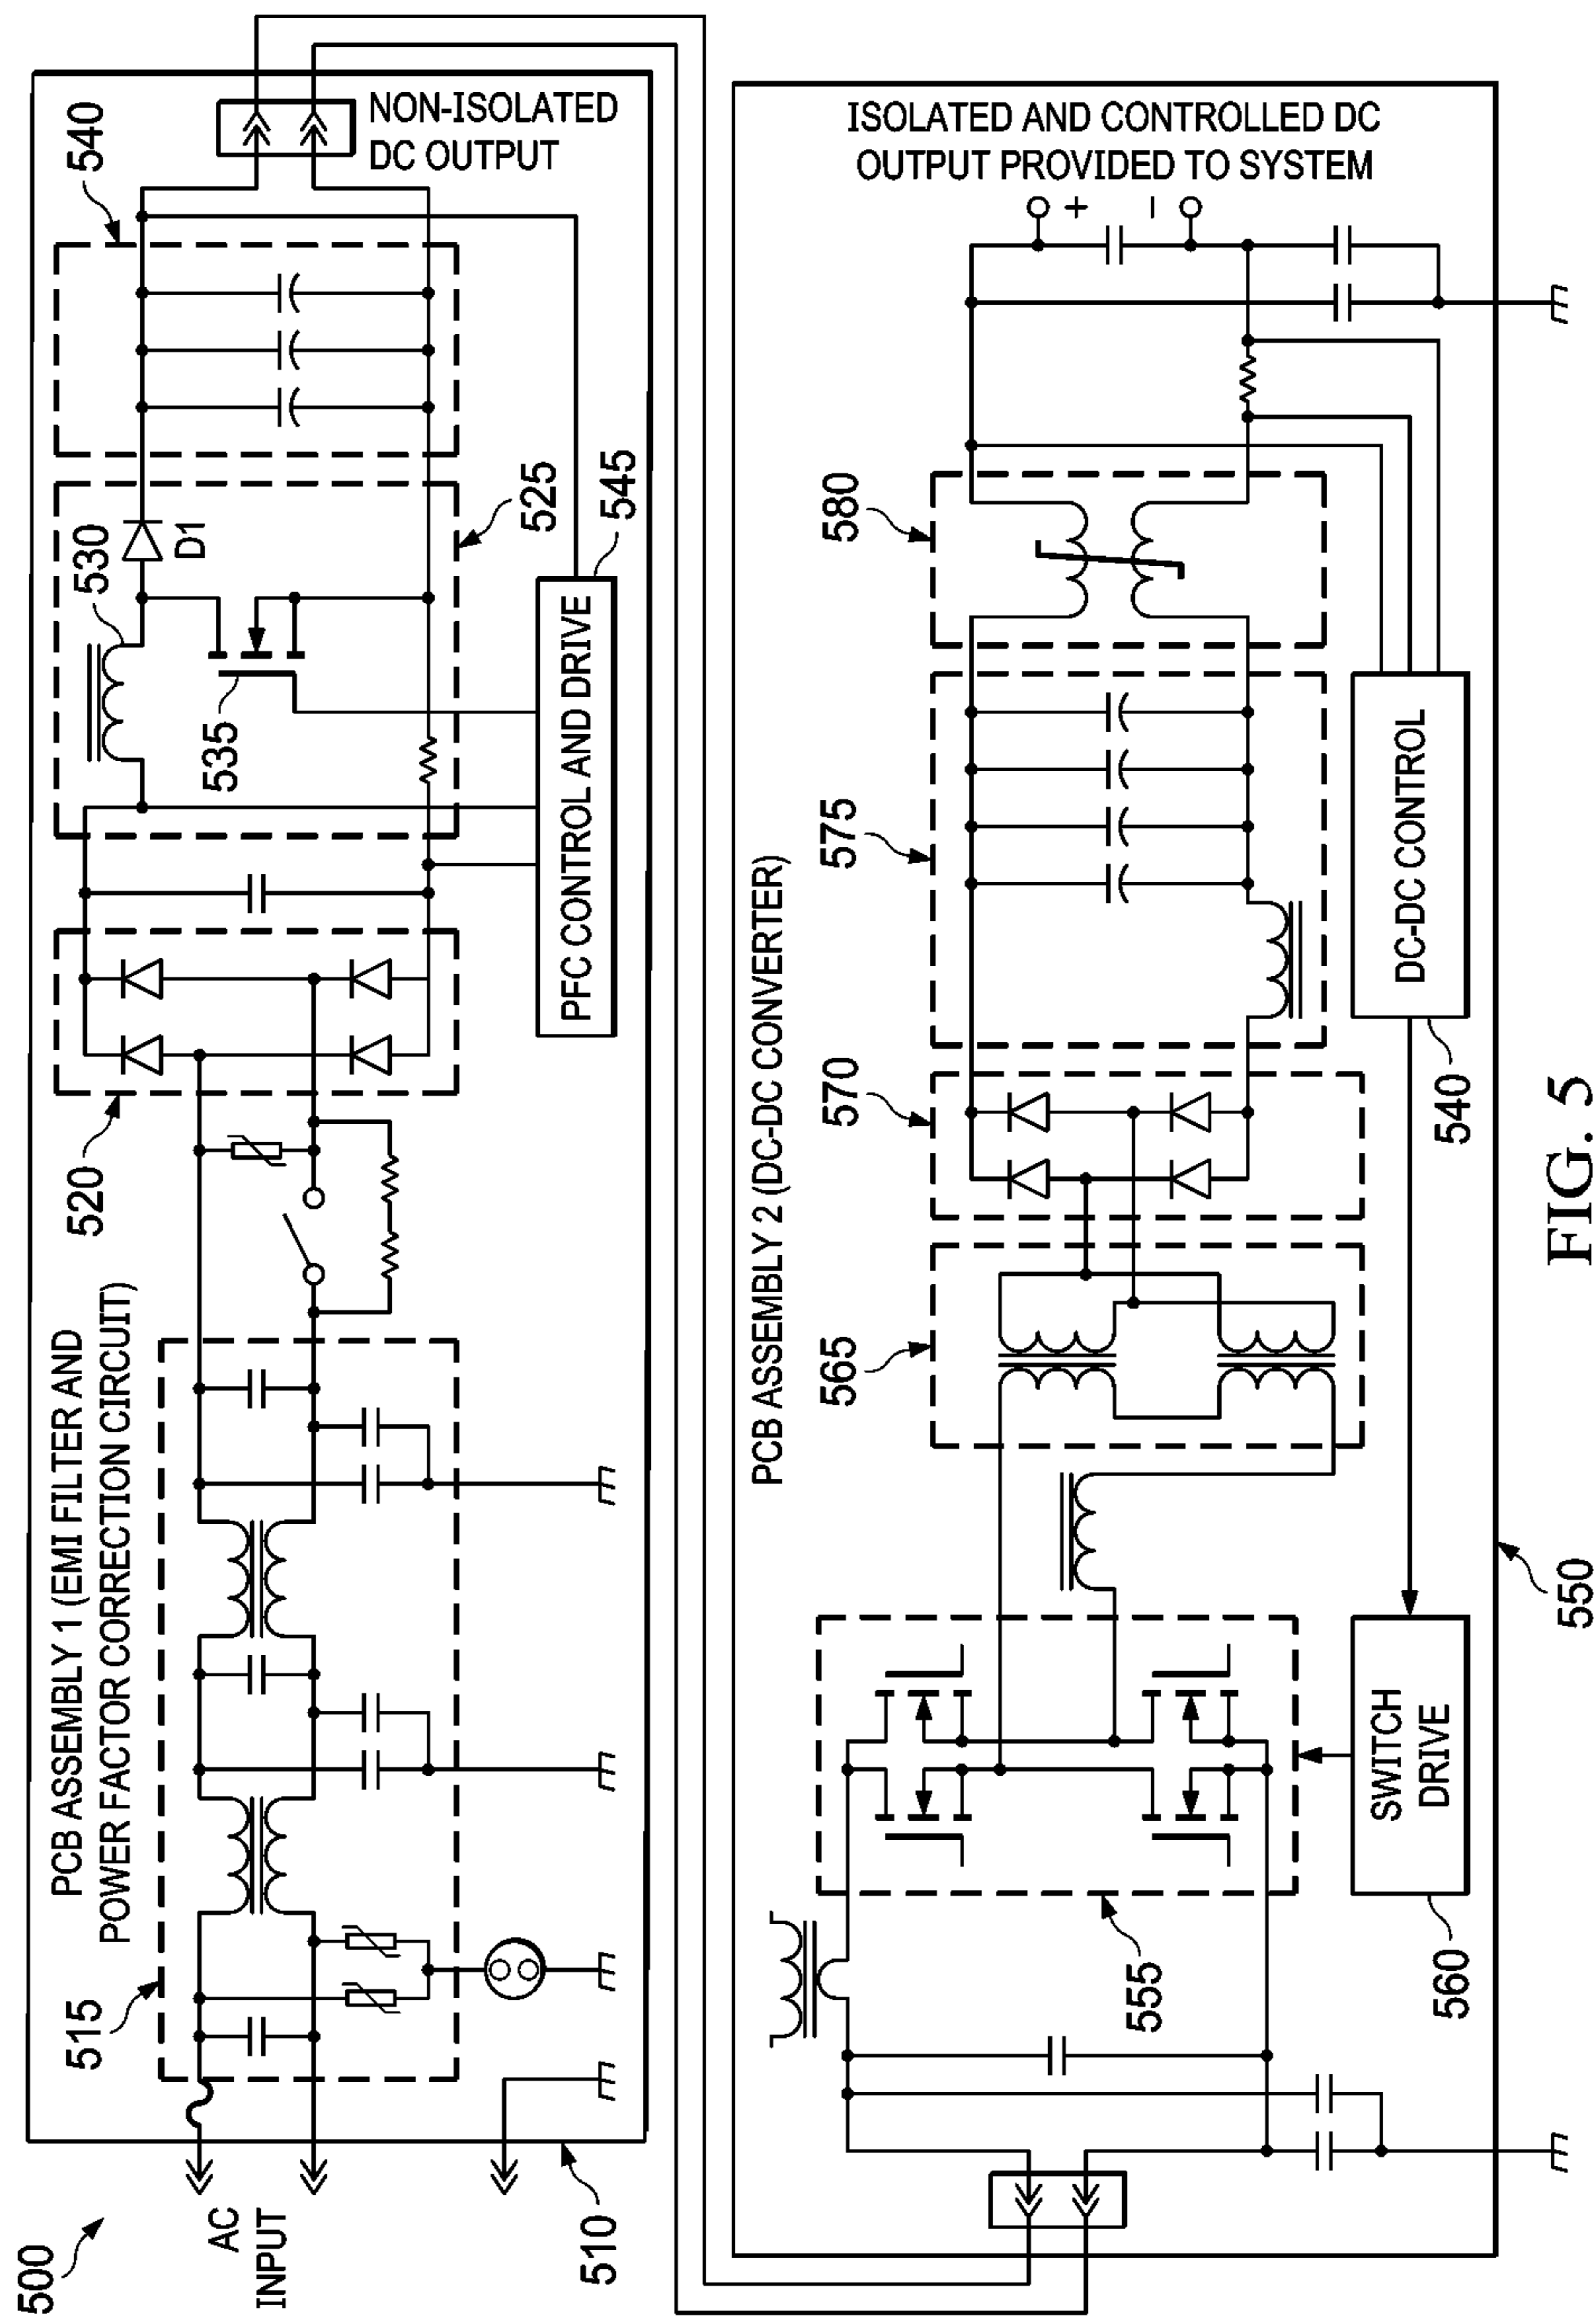 500
AC
INPUT
510
PCB ASSEMBLY 1 (EMI FILTER AND
POWER FACTOR CORRECTION CIRCUIT)
515
520
530
535
D1
525
540
545
PFC CONTROL AND DRIVE
NON-ISOLATED
DC OUTPUT
PCB ASSEMBLY 2 (DC-DC CONVERTER)
555
560
SWITCH
DRIVE
550
565
570
575
580
DC-DC CONTROL
540
ISOLATED AND CONTROLLED DC
OUTPUT PROVIDED TO SYSTEM
+
−
FIG. 5